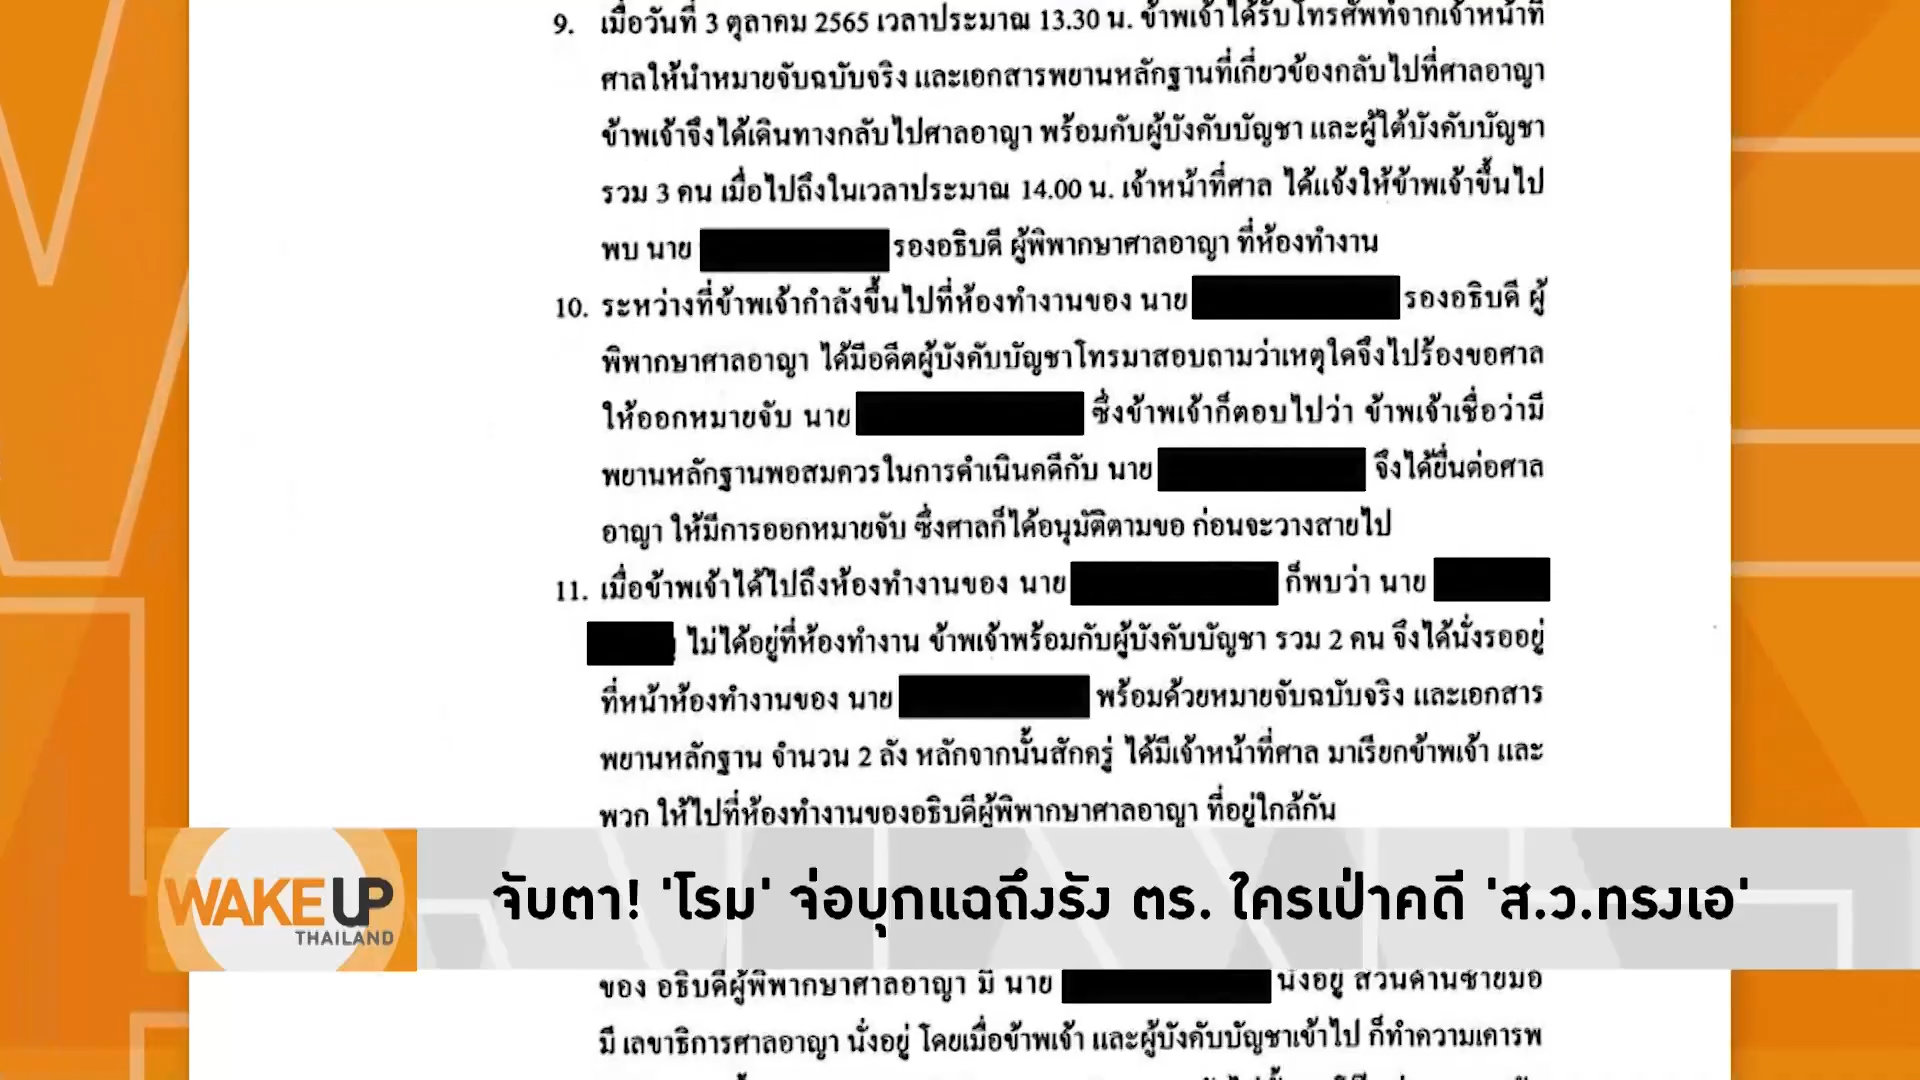 9. เมื่อวันที่ 3 ตุลาคม 2565 เวลาประมาณ 13.30 น. ข้าพเจ้าได้รับโทรศัพท์จากเจ้าหน้าที่
ศาลให้นำหมายจับฉบับจริง และเอกสารพยานหลักฐานที่เกี่ยวข้องกลับไปที่ศาลอาญา
ข้าพเจ้าจึงได้เดินทางกลับไปศาลอาญา พร้อมกับผู้บังคับบัญชา และผู้ใต้บังคับบัญชา
รวม 3 คน เมื่อไปถึงในเวลาประมาณ 14.00 น. เจ้าหน้าที่ศาล ได้แจ้งให้ข้าพเจ้าขึ้นไป
พบ นาย รองอธิบดี ผู้พิพากษาศาลอาญา ที่ห้องทำงาน
10. ระหว่างที่ข้าพเจ้ากำลังขึ้นไปที่ห้องทำงานของ นาย รองอธิบดี ผู้
พิพากษาศาลอาญา ได้มีอดีตผู้บังคับบัญชาโทรมาสอบถามว่าเหตุใดจึงไปร้องขอศาล
ให้ออกหมายจับ นาย ซึ่งข้าพเจ้าก็ตอบไปว่า ข้าพเจ้าเชื่อว่ามี
พยานหลักฐานพอสมควรในการดำเนินคดีกับ นาย จึงได้ยื่นต่อศาล
อาญา ให้มีการออกหมายจับ ซึ่งศาลก็ได้อนุมัติตามขอ ก่อนจะวางสายไป
11. เมื่อข้าพเจ้าได้ไปถึงห้องทำงานของ นาย ก็พบว่า นาย
ไม่ได้อยู่ที่ห้องทำงาน ข้าพเจ้าพร้อมกับผู้บังคับบัญชา รวม 2 คน จึงได้นั่งรออยู่
ที่หน้าห้องทำงานของ นาย พร้อมด้วยหมายจับฉบับจริง และเอกสาร
พยานหลักฐาน จำนวน 2 ลัง หลักจากนั้นสักครู่ ได้มีเจ้าหน้าที่ศาล มาเรียกข้าพเจ้า และ
พวก ให้ไปที่ห้องทำงานของอธิบดีผู้พิพากษาศาลอาญา ที่อยู่ใกล้กัน
WAKE UP
THAILAND
จับตา! 'โรม' จ่อบุกแฉถึงรัง ตร. ใครเป่าคดี 'ส.ว.ทรงเอ'
ของ อธิบดีผู้พิพากษาศาลอาญา มี นาย นั่งอยู่ ส่วนด้านซ้ายมือ
มี เลขาธิการศาลอาญา นั่งอยู่ โดยเมื่อข้าพเจ้า และผู้บังคับบัญชาเข้าไป ก็ทำความเคารพ